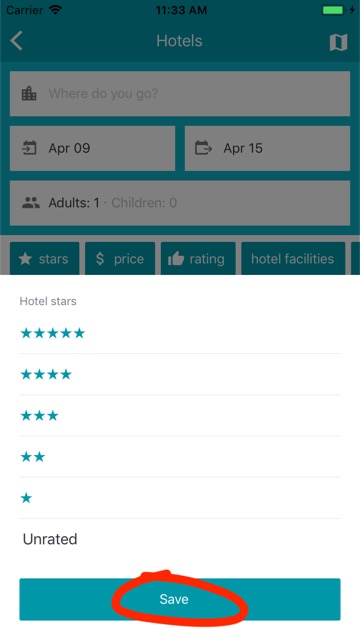 Carrier 11:33 AM
Hotels
Where do you go?
Apr 09 Apr 15
Adults: 1 · Children: 0
stars $ price rating hotel facilities
Hotel stars
★★★★★
★★★★
★★★
★★
★
Unrated
Save